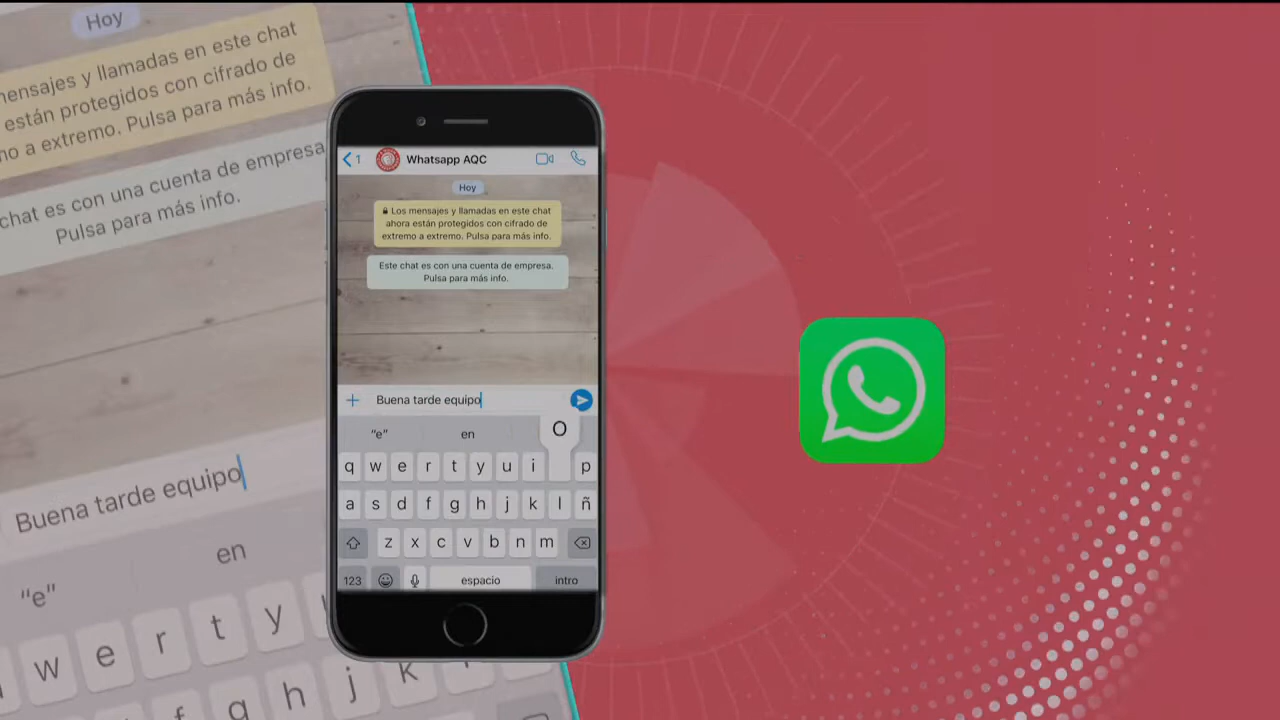 Hoy
mensajes y llamadas en este chat
están protegidos con cifrado de
mo a extremo. Pulsa para más info.
chat es con una cuenta de empresa
Pulsa para más info.
Buena tarde equipo
"e" en
w e r t y
g h j k
1 Whatsapp AQC
Hoy
Los mensajes y llamadas en este chat
ahora están protegidos con cifrado de
extremo a extremo. Pulsa para más info.
Este chat es con una cuenta de empresa.
Pulsa para más info.
Buena tarde equipo
"e" en O
q w e r t y u i p
a s d f g h j k l ñ
z x c v b n m
123 espacio intro